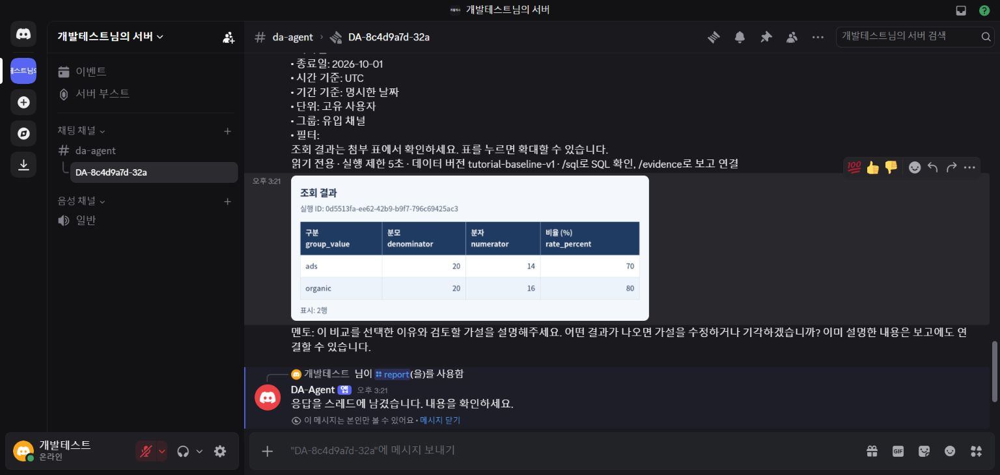 개발테스트님의 서버
개발테스트님의 서버
# da-agent › DA-8c4d9a7d-32a
개발테스트님의 서버 검색
이벤트
서버 부스트
채팅 채널
da-agent
DA-8c4d9a7d-32a
음성 채널
일반
• 종료일: 2026-10-01
• 시간 기준: UTC
• 기간 기준: 명시한 날짜
• 단위: 고유 사용자
• 그룹: 유입 채널
• 필터:
조회 결과는 첨부 표에서 확인하세요. 표를 누르면 확대할 수 있습니다.
읽기 전용 · 실행 제한 5초 · 데이터 버전 tutorial-baseline-v1 · /sql로 SQL 확인, /evidence로 보고 연결
오후 3:21
조회 결과
실행 ID: 0d5513fa-ee62-42b9-b9f7-796c69425ac3
구분 분모 분자 비율 (%)
group_value denominator numerator rate_percent
ads 20 14 70
organic 20 16 80
표시: 2행
멘토: 이 비교를 선택한 이유와 검토할 가설을 설명해주세요. 어떤 결과가 나오면 가설을 수정하거나 기각하겠습니까? 이미 설명한 내용은 보고에도 연
결할 수 있습니다.
개발테스트 님이 report(을)를 사용함
DA-Agent 앱 오후 3:21
응답을 스레드에 남겼습니다. 내용을 확인하세요.
이 메시지는 본인만 볼 수 있어요 • 메시지 닫기
개발테스트
온라인
"DA-8c4d9a7d-32a"에 메시지 보내기
GIF